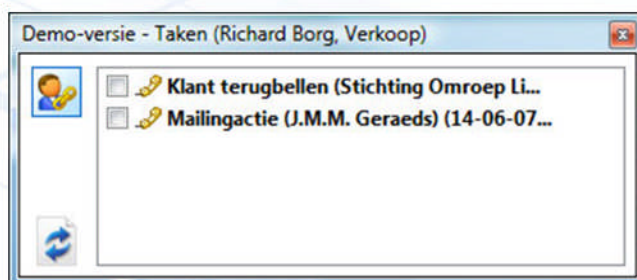 Demo-versie - Taken (Richard Borg, Verkoop)
Klant terugbellen (Stichting Omroep Li...
Mailingactie (J.M.M. Geraeds) (14-06-07...